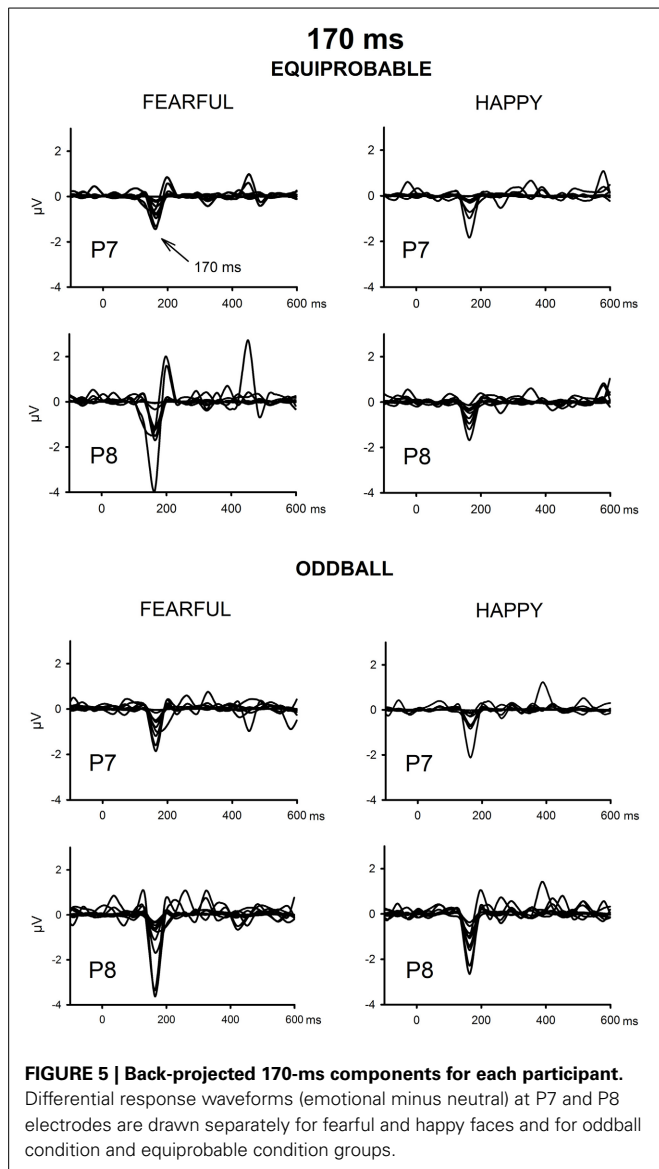 170 ms
EQUIPROBABLE
FEARFUL HAPPY
2 2
0 0
µV
-2 -2
P7 170 ms P7
-4 -4
0 200 400 600 ms 0 200 400 600 ms
2 2
0 0
µV
-2 -2
P8 P8
-4 -4
0 200 400 600 ms 0 200 400 600 ms
ODDBALL
FEARFUL HAPPY
2 2
0 0
µV
-2 -2
P7 P7
-4 -4
0 200 400 600 ms 0 200 400 600 ms
2 2
0 0
µV
-2 -2
P8 P8
-4 -4
0 200 400 600 ms 0 200 400 600 ms
FIGURE 5 | Back-projected 170-ms components for each participant.
Differential response waveforms (emotional minus neutral) at P7 and P8
electrodes are drawn separately for fearful and happy faces and for oddball
condition and equiprobable condition groups.